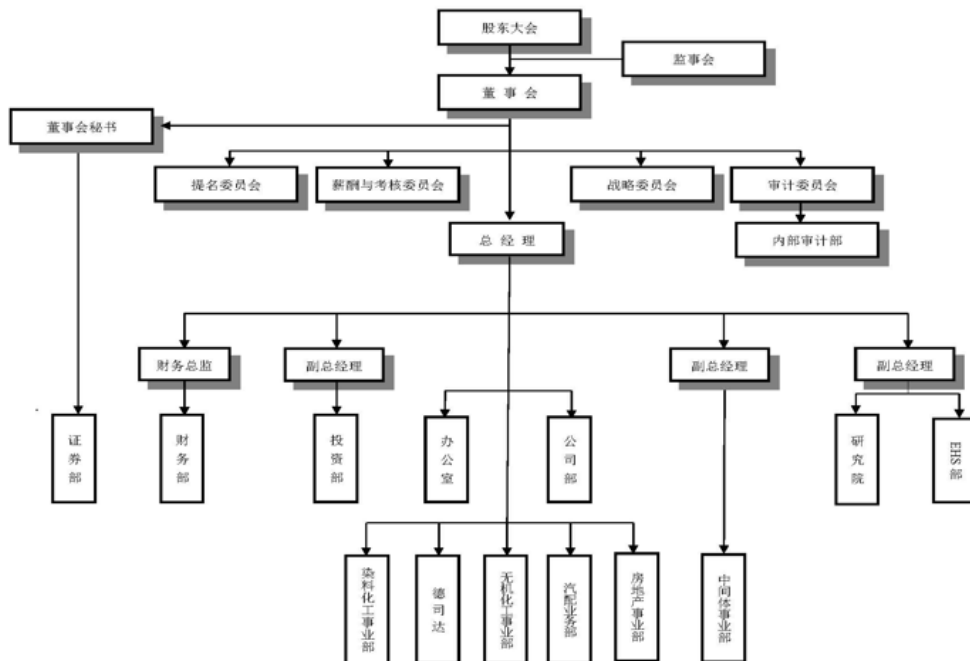 股东大会
监事会
董 事 会
董事会秘书
提名委员会
薪酬与考核委员会
战略委员会
审计委员会
总 经 理
内部审计部
财务总监
副总经理
副总经理
副总经理
证券部
财务部
投资部
办公室
公司部
研究院
EHS部
染料化工事业部
德司达
无机化工事业部
汽配业务部
房地产事业部
中间体事业部